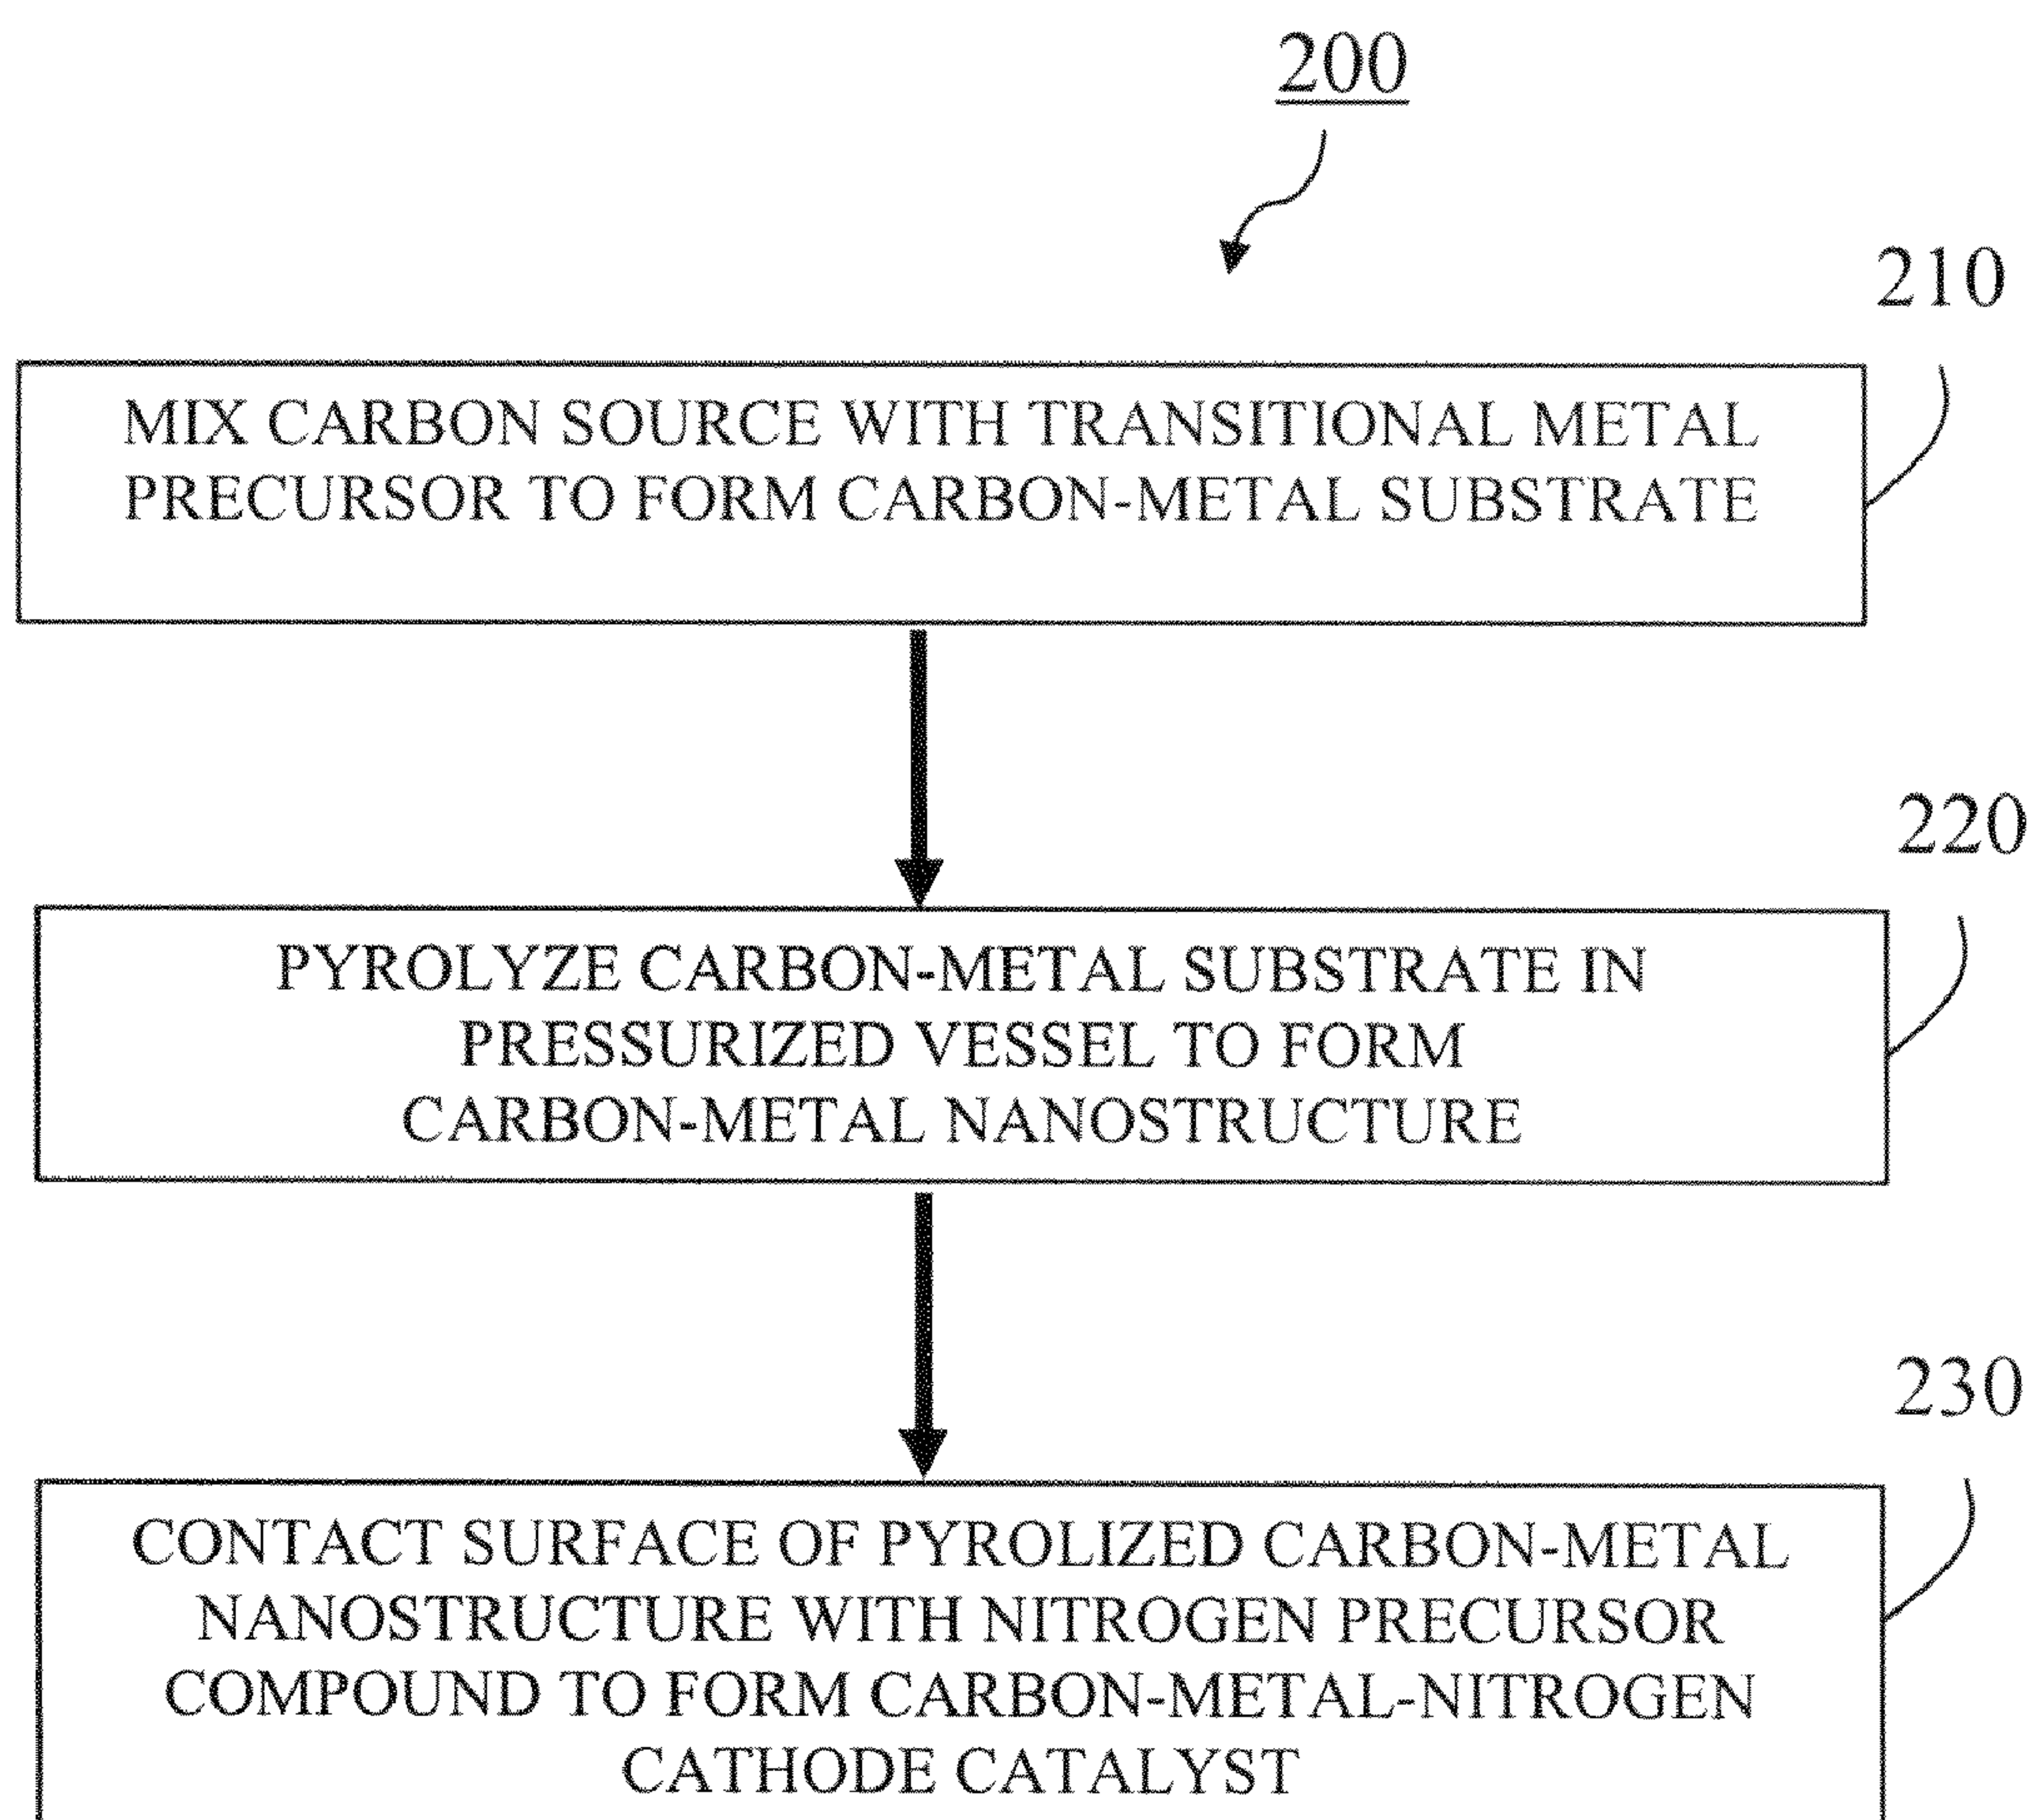 200
210
MIX CARBON SOURCE WITH TRANSITIONAL METAL
PRECURSOR TO FORM CARBON-METAL SUBSTRATE
220
PYROLYZE CARBON-METAL SUBSTRATE IN
PRESSURIZED VESSEL TO FORM
CARBON-METAL NANOSTRUCTURE
230
CONTACT SURFACE OF PYROLIZED CARBON-METAL
NANOSTRUCTURE WITH NITROGEN PRECURSOR
COMPOUND TO FORM CARBON-METAL-NITROGEN
CATHODE CATALYST